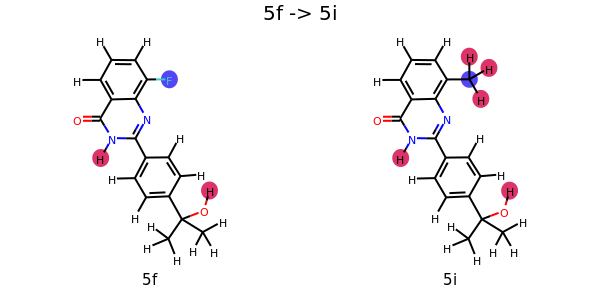 5f -> 5i
H H H H
H F H H
H N H N H
O N O N
H H H H
H H H H
H H H H
H O H O
H H H H
H H H H H H
H H
5f 5i